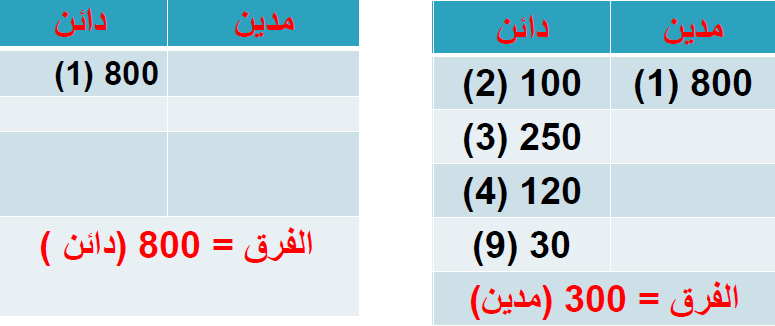 مدين دائن
800 (1) 100 (2)
250 (3)
120 (4)
30 (9)
الفرق = 300 (مدين)
مدين دائن
800 (1)
الفرق = 800 (دائن )